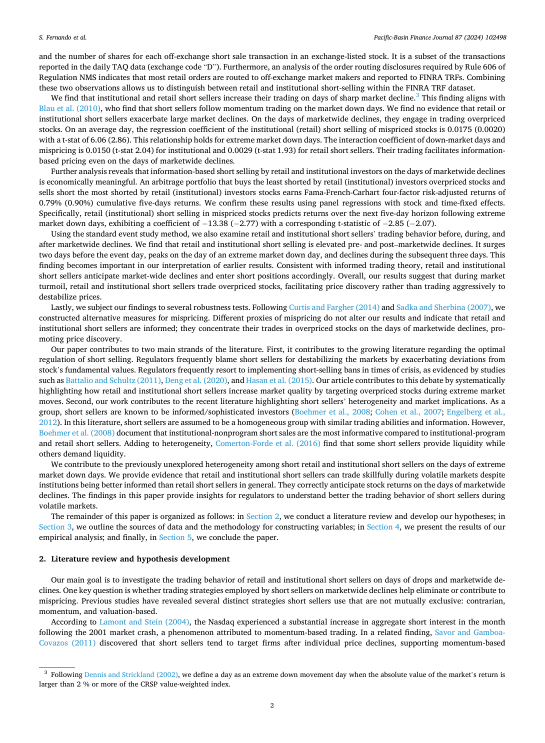 S. Fernando et al.
Pacific-Basin Finance Journal 87 (2024) 102498
and the number of shares for each off-exchange short sale transaction in an exchange-listed stock. It is a subset of the transactions
reported in the daily TAQ data (exchange code "D"). Furthermore, an analysis of the order routing disclosures required by Rule 606 of
Regulation NMS indicates that most retail orders are routed to off-exchange market makers and reported to FINRA TRFs. Combining
these two observations allows us to distinguish between retail and institutional short-selling within the FINRA TRF dataset.
We find that institutional and retail short sellers increase their trading on days of sharp market decline.3 This finding aligns with
Blau et al. (2010), who find that short sellers follow momentum trading on the market down days. We find no evidence that retail or
institutional short sellers exacerbate large market declines. On the days of marketwide declines, they engage in trading overpriced
stocks. On an average day, the regression coefficient of the institutional (retail) short selling of mispriced stocks is 0.0175 (0.0020)
with a t-stat of 6.06 (2.86). This relationship holds for extreme market down days. The interaction coefficient of down-market days and
mispricing is 0.0150 (t-stat 2.04) for institutional and 0.0029 (t-stat 1.93) for retail short sellers. Their trading facilitates information-
based pricing even on the days of marketwide declines.
Further analysis reveals that information-based short selling by retail and institutional investors on the days of marketwide declines
is economically meaningful. An arbitrage portfolio that buys the least shorted by retail (institutional) investors overpriced stocks and
sells short the most shorted by retail (institutional) investors stocks earns Fama-French-Carhart four-factor risk-adjusted returns of
0.79% (0.90%) cumulative five-days returns. We confirm these results using panel regressions with stock and time-fixed effects.
Specifically, retail (institutional) short selling in mispriced stocks predicts returns over the next five-day horizon following extreme
market down days, exhibiting a coefficient of −13.38 (−2.77) with a corresponding t-statistic of −2.85 (−2.07).
Using the standard event study method, we also examine retail and institutional short sellers' trading behavior before, during, and
after marketwide declines. We find that retail and institutional short selling is elevated pre- and post–marketwide declines. It surges
two days before the event day, peaks on the day of an extreme market down day, and declines during the subsequent three days. This
finding becomes important in our interpretation of earlier results. Consistent with informed trading theory, retail and institutional
short sellers anticipate market-wide declines and enter short positions accordingly. Overall, our results suggest that during market
turmoil, retail and institutional short sellers trade overpriced stocks, facilitating price discovery rather than trading aggressively to
destabilize prices.
Lastly, we subject our findings to several robustness tests. Following Curtis and Fargher (2014) and Sadka and Sherbina (2007), we
constructed alternative measures for mispricing. Different proxies of mispricing do not alter our results and indicate that retail and
institutional short sellers are informed; they concentrate their trades in overpriced stocks on the days of marketwide declines, pro-
moting price discovery.
Our paper contributes to two main strands of the literature. First, it contributes to the growing literature regarding the optimal
regulation of short selling. Regulators frequently blame short sellers for destabilizing the markets by exacerbating deviations from
stock's fundamental values. Regulators frequently resort to implementing short-selling bans in times of crisis, as evidenced by studies
such as Battalio and Schultz (2011), Deng et al. (2020), and Hasan et al. (2015). Our article contributes to this debate by systematically
highlighting how retail and institutional short sellers increase market quality by targeting overpriced stocks during extreme market
moves. Second, our work contributes to the recent literature highlighting short sellers' heterogeneity and market implications. As a
group, short sellers are known to be informed/sophisticated investors (Boehmer et al., 2008; Cohen et al., 2007; Engelberg et al.,
2012). In this literature, short sellers are assumed to be a homogeneous group with similar trading abilities and information. However,
Boehmer et al. (2008) document that institutional-nonprogram short sales are the most informative compared to institutional-program
and retail short sellers. Adding to heterogeneity, Comerton-Forde et al. (2016) find that some short sellers provide liquidity while
others demand liquidity.
We contribute to the previously unexplored heterogeneity among short retail and institutional short sellers on the days of extreme
market down days. We provide evidence that retail and institutional short sellers can trade skillfully during volatile markets despite
institutions being better informed than retail short sellers in general. They correctly anticipate stock returns on the days of marketwide
declines. The findings in this paper provide insights for regulators to understand better the trading behavior of short sellers during
volatile markets.
The remainder of this paper is organized as follows: in Section 2, we conduct a literature review and develop our hypotheses; in
Section 3, we outline the sources of data and the methodology for constructing variables; in Section 4, we present the results of our
empirical analysis; and finally, in Section 5, we conclude the paper.
2. Literature review and hypothesis development
Our main goal is to investigate the trading behavior of retail and institutional short sellers on days of drops and marketwide de-
clines. One key question is whether trading strategies employed by short sellers on marketwide declines help eliminate or contribute to
mispricing. Previous studies have revealed several distinct strategies short sellers use that are not mutually exclusive: contrarian,
momentum, and valuation-based.
According to Lamont and Stein (2004), the Nasdaq experienced a substantial increase in aggregate short interest in the month
following the 2001 market crash, a phenomenon attributed to momentum-based trading. In a related finding, Savor and Gamboa-
Covazos (2011) discovered that short sellers tend to target firms after individual price declines, supporting momentum-based
3 Following Dennis and Strickland (2002), we define a day as an extreme down movement day when the absolute value of the market's return is
larger than 2 % or more of the CRSP value-weighted index.
2